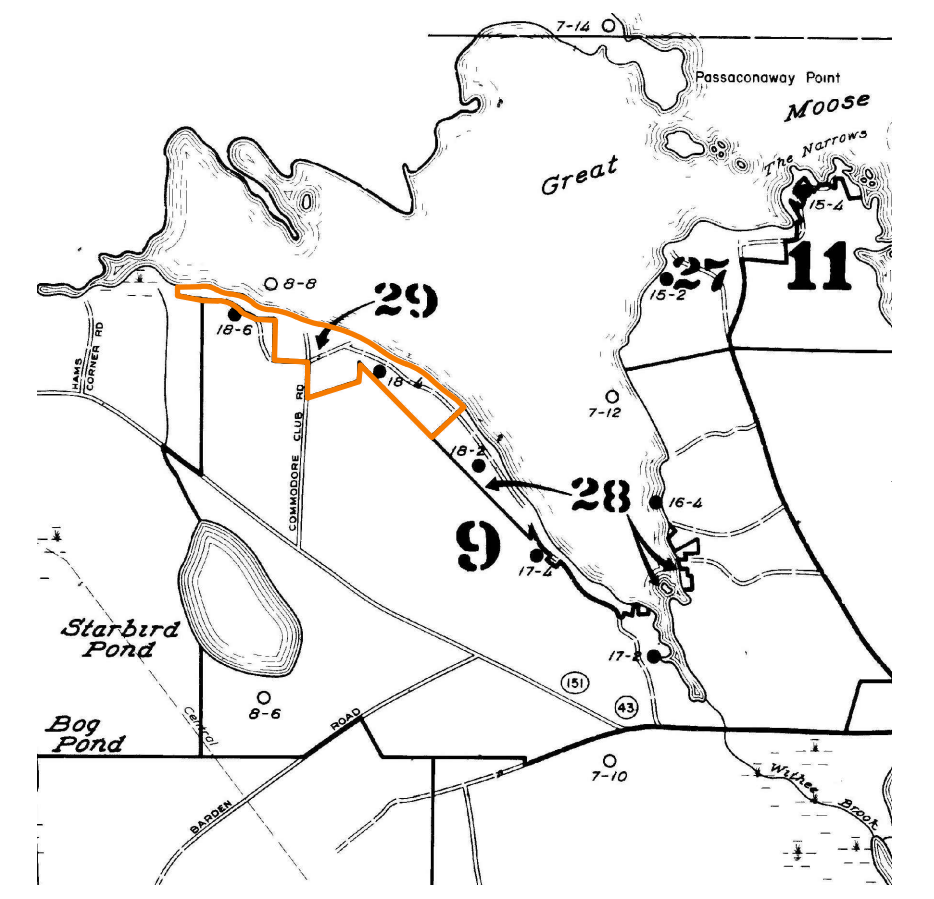 7-14
Passaconaway Point
Moose
The Narrows
Great
15-4
27
11
8-8
29
15-2
18-6
HAMS
CORNER RD
18-4
COMMODORE CLUB RD
7-12
18-2
28
16-4
9
17-4
Starbird
Pond
17-2
151
43
8-6
ROAD
Central
Bog
Pond
7-10
Withee Brook
BARDEN